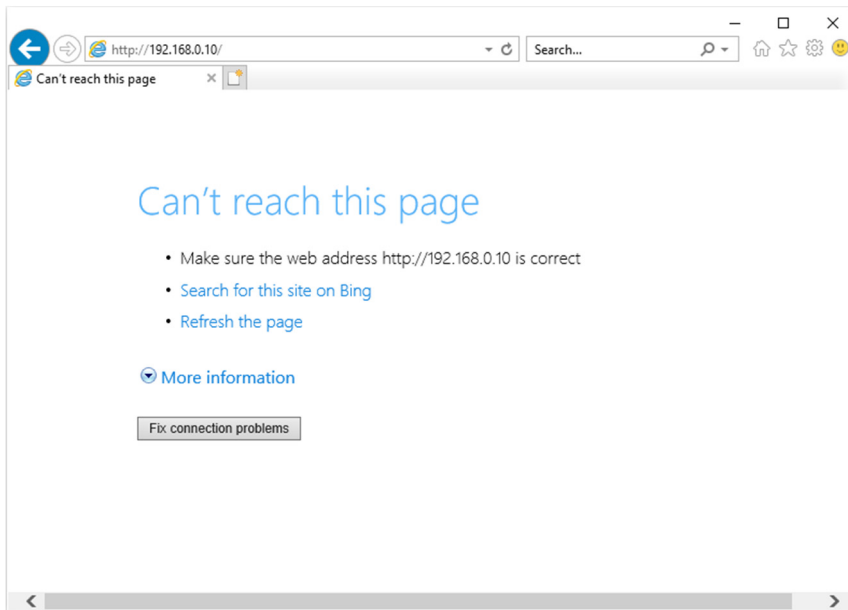 http://192.168.0.10/
Search...
Can't reach this page
Can't reach this page
• Make sure the web address http://192.168.0.10 is correct
• Search for this site on Bing
• Refresh the page
More information
Fix connection problems